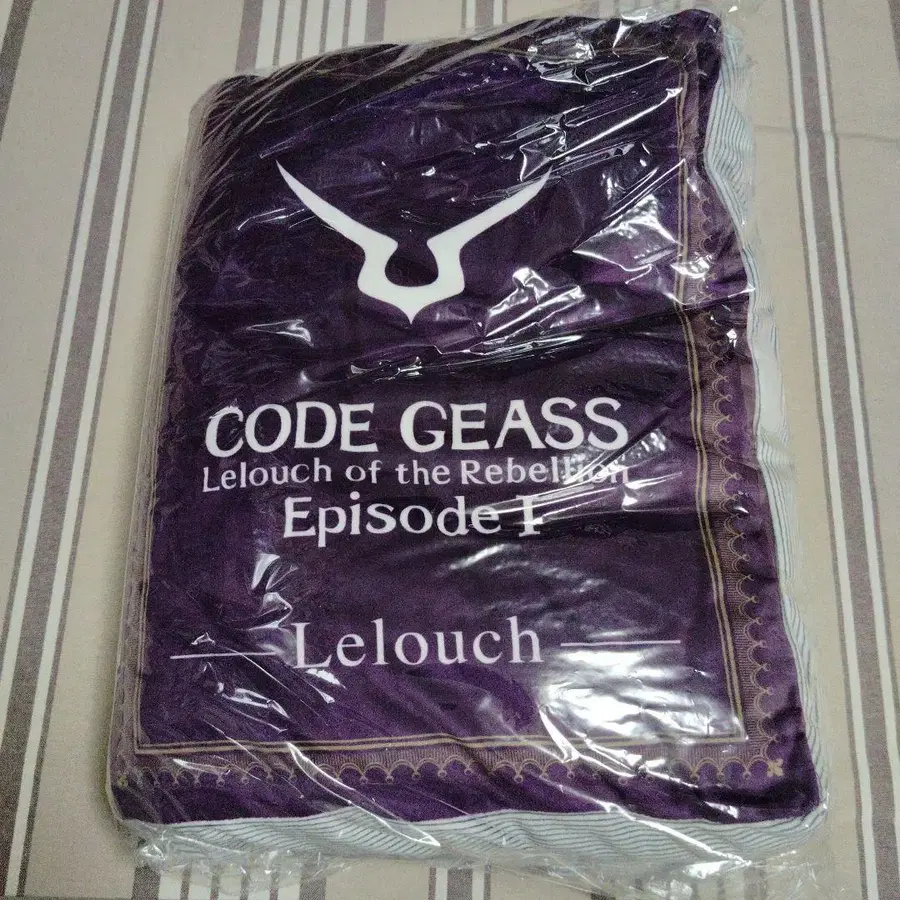 CODE GEASS
Lelouch of the Rebellion
Episode I
Lelouch